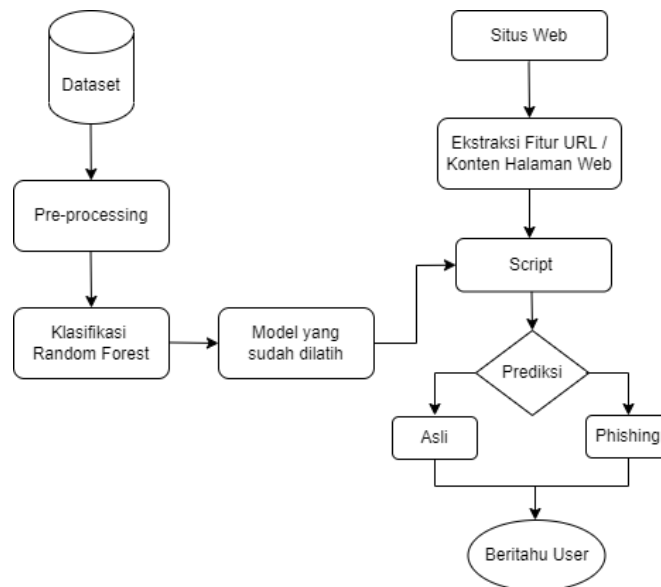 Dataset
Situs Web
Ekstraksi Fitur URL /
Konten Halaman Web
Pre-processing
Script
Klasifikasi
Random Forest
Model yang
sudah dilatih
Prediksi
Asli
Phishing
Beritahu User